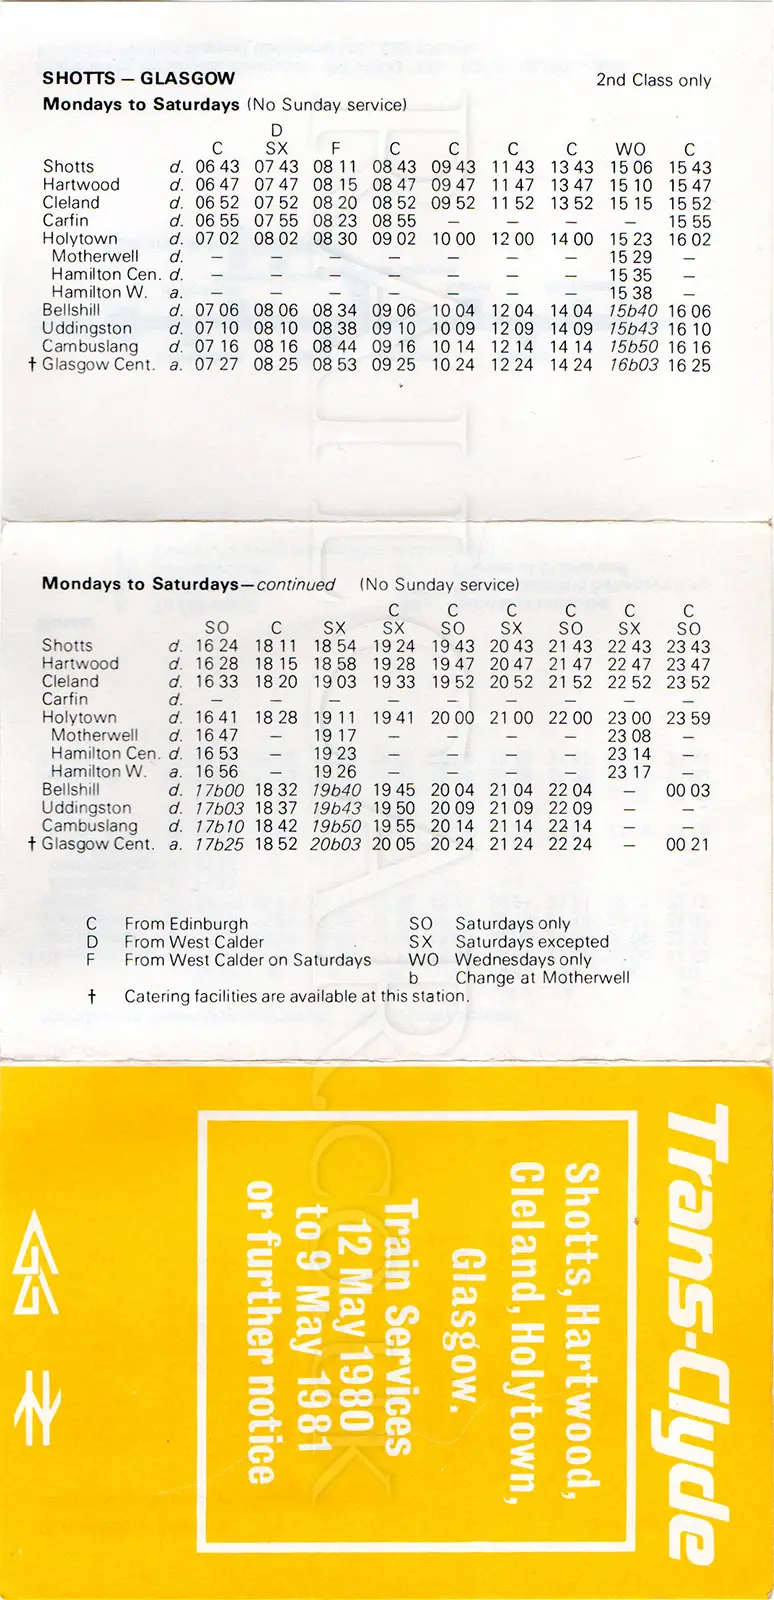 SHOTTS – GLASGOW 2nd Class only
Mondays to Saturdays (No Sunday service)
D
C SX F C C C C WO C
Shotts d. 06 43 07 43 08 11 08 43 09 43 11 43 13 43 15 06 15 43
Hartwood d. 06 47 07 47 08 15 08 47 09 47 11 47 13 47 15 10 15 47
Cleland d. 06 52 07 52 08 20 08 52 09 52 11 52 13 52 15 15 15 52
Carfin d. 06 55 07 55 08 23 08 55 – – – – 15 55
Holytown d. 07 02 08 02 08 30 09 02 10 00 12 00 14 00 15 23 16 02
Motherwell d. – – – – – – – 15 29 –
Hamilton Cen. d. – – – – – – – 15 35 –
Hamilton W. a. – – – – – – – 15 38 –
Bellshill d. 07 06 08 06 08 34 09 06 10 04 12 04 14 04 15b40 16 06
Uddingston d. 07 10 08 10 08 38 09 10 10 09 12 09 14 09 15b43 16 10
Cambuslang d. 07 16 08 16 08 44 09 16 10 14 12 14 14 14 15b50 16 16
† Glasgow Cent. a. 07 27 08 25 08 53 09 25 10 24 12 24 14 24 16b03 16 25
Mondays to Saturdays—continued (No Sunday service)
C C C C C C
SO C SX SX SO SX SO SX SO
Shotts d. 16 24 18 11 18 54 19 24 19 43 20 43 21 43 22 43 23 43
Hartwood d. 16 28 18 15 18 58 19 28 19 47 20 47 21 47 22 47 23 47
Cleland d. 16 33 18 20 19 03 19 33 19 52 20 52 21 52 22 52 23 52
Carfin d. – – – – – – – – –
Holytown d. 16 41 18 28 19 11 19 41 20 00 21 00 22 00 23 00 23 59
Motherwell d. 16 47 – 19 17 – – – – 23 08 –
Hamilton Cen. d. 16 53 – 19 23 – – – – 23 14 –
Hamilton W. a. 16 56 – 19 26 – – – – 23 17 –
Bellshill d. 17b00 18 32 19b40 19 45 20 04 21 04 22 04 – 00 03
Uddingston d. 17b03 18 37 19b43 19 50 20 09 21 09 22 09 – –
Cambuslang d. 17b10 18 42 19b50 19 55 20 14 21 14 22 14 – –
† Glasgow Cent. a. 17b25 18 52 20b03 20 05 20 24 21 24 22 24 – 00 21
C From Edinburgh SO Saturdays only
D From West Calder SX Saturdays excepted
F From West Calder on Saturdays WO Wednesdays only
b Change at Motherwell
† Catering facilities are available at this station.
Trans-Clyde
Shotts, Hartwood,
Cleland, Holytown,
Glasgow.
Train Services
12 May 1980
to 9 May 1981
or further notice